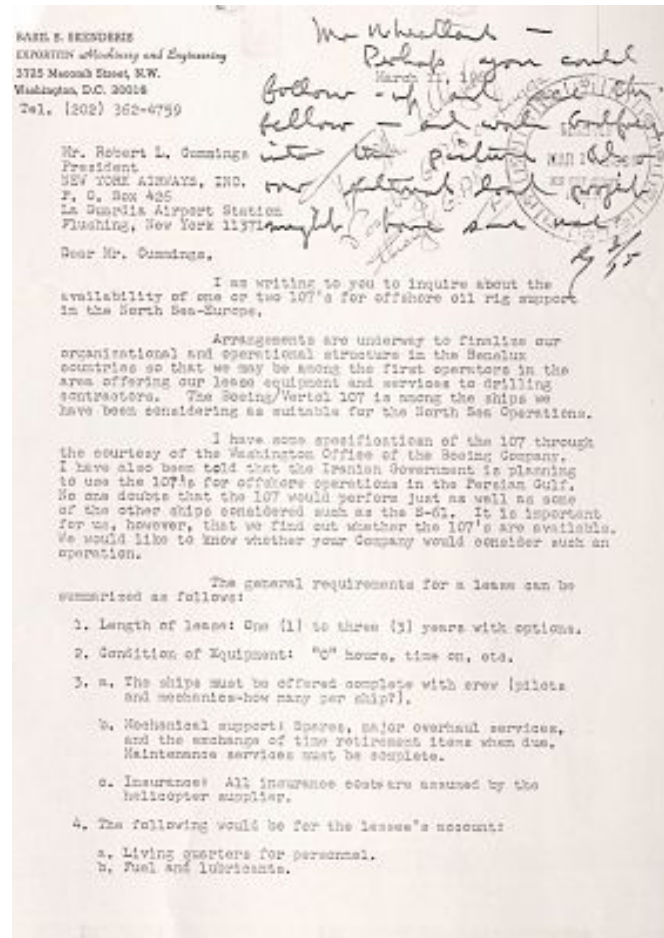 BASIL S. SKENDERIS
EXPORTEN Machinery and Engineering
3725 Macomb Street, N.W.
Washington, D.C. 20016
Tel. (202) 362-4759
Mr Wheatland —
Perhaps you could
follow-up and
fellow — and work
into the picture. Also
our project
might
March 11,
Mr. Robert L. Cummings
President
NEW YORK AIRWAYS, INC.
P. O. Box 426
La Guardia Airport Station
Flushing, New York 11371
Dear Mr. Cummings,
I am writing to you to inquire about the
availability of one or two 107's for offshore oil rig support
in the North Sea-Europe.
Arrangements are underway to finalize our
organizational and operational structure in the Benelux
countries so that we may be among the first operators in the
area offering our lease equipment and services to drilling
contractors. The Boeing/Vertol 107 is among the ships we
have been considering as suitable for the North Sea Operations.
I have some specifications of the 107 through
the courtesy of the Washington Office of the Boeing Company.
I have also been told that the Iranian Government is planning
to use the 107's for offshore operations in the Persian Gulf.
No one doubts that the 107 would perform just as well as some
of the other ships considered such as the S-61. It is important
for us, however, that we find out whether the 107's are available.
We would like to know whether your Company would consider such an
operation.
The general requirements for a lease can be
summarized as follows:
1. Length of lease: One (1) to three (3) years with options.
2. Condition of Equipment: "0" hours, time on, etc.
3. a. The ships must be offered complete with crew (pilots
and mechanics-how many per ship?).
b. Mechanical support: Spares, major overhaul services,
and the exchange of time retirement items when due.
Maintenance services must be complete.
c. Insurance: All insurance costs are assumed by the
helicopter supplier.
4. The following would be for the lessee's account:
a. Living quarters for personnel.
b. Fuel and lubricants.